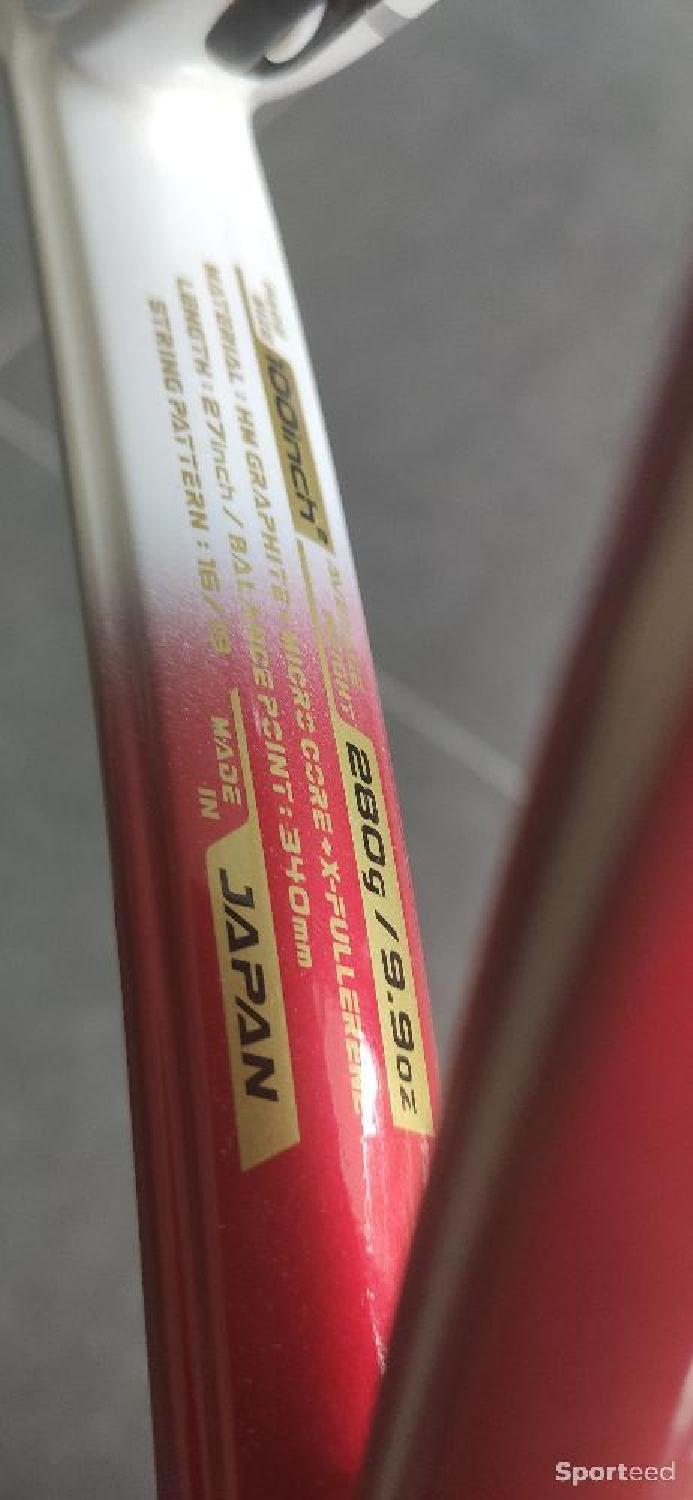 100inch² AVERAGE WEIGHT 280g / 9.9oz
MATERIAL : HM GRAPHITE + MICRO CORE + X-FULLERENE
LENGTH : 27inch / BALANCE POINT : 340mm
STRING PATTERN : 16/19 MADE IN JAPAN
Sporteed